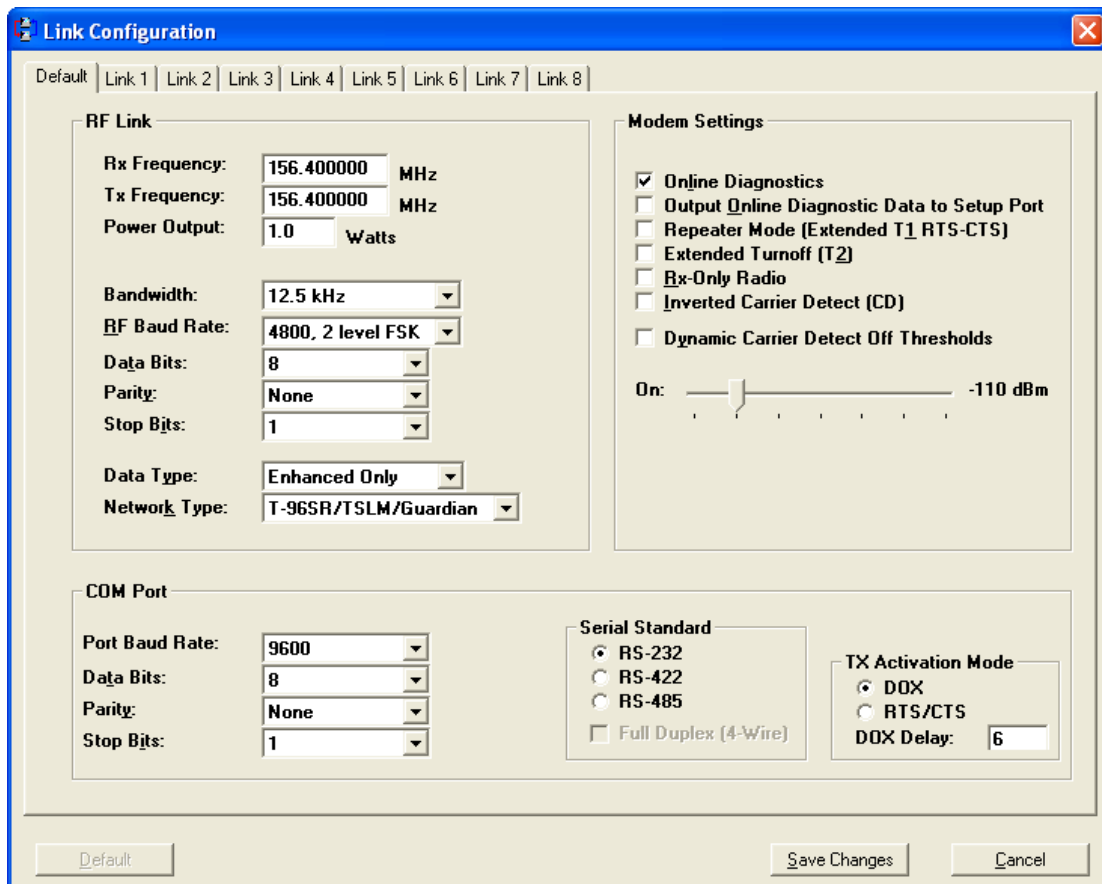 Link Configuration
Default Link 1 Link 2 Link 3 Link 4 Link 5 Link 6 Link 7 Link 8
RF Link
Rx Frequency: 156.400000 MHz
Tx Frequency: 156.400000 MHz
Power Output: 1.0 Watts
Bandwidth: 12.5 kHz
RF Baud Rate: 4800, 2 level FSK
Data Bits: 8
Parity: None
Stop Bits: 1
Data Type: Enhanced Only
Network Type: T-96SR/TSLM/Guardian
Modem Settings
Online Diagnostics
Output Online Diagnostic Data to Setup Port
Repeater Mode (Extended T1 RTS-CTS)
Extended Turnoff (T2)
Rx-Only Radio
Inverted Carrier Detect (CD)
Dynamic Carrier Detect Off Thresholds
On: -110 dBm
COM Port
Port Baud Rate: 9600
Data Bits: 8
Parity: None
Stop Bits: 1
Serial Standard
RS-232
RS-422
RS-485
Full Duplex (4-Wire)
TX Activation Mode
DOX
RTS/CTS
DOX Delay: 6
Default Save Changes Cancel